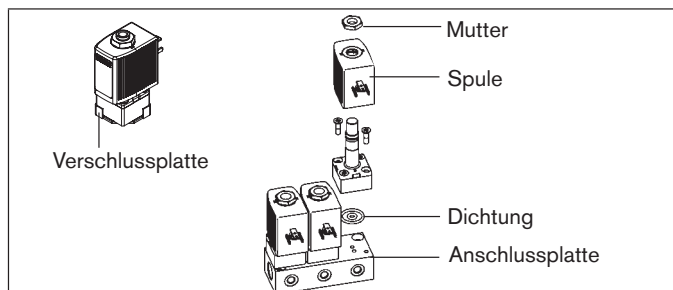 Mutter
Spule
Verschlussplatte
Dichtung
Anschlussplatte